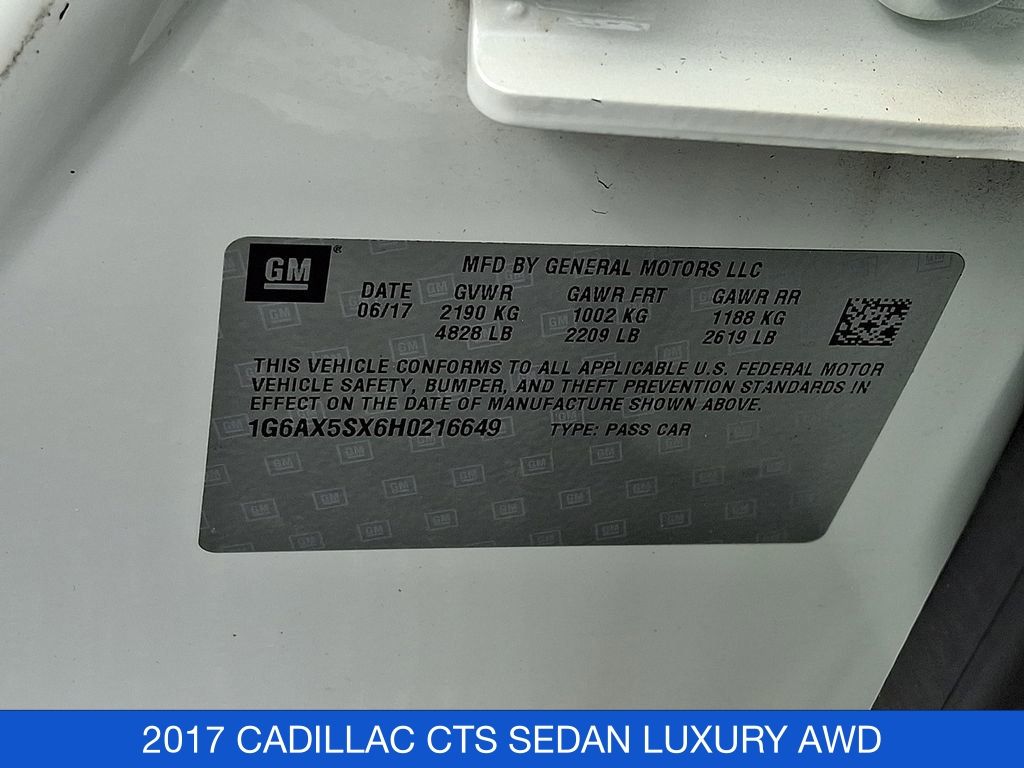 GM ®
MFD BY GENERAL MOTORS LLC
DATE GVWR GAWR FRT GAWR RR
06/17 2190 KG 1002 KG 1188 KG
4828 LB 2209 LB 2619 LB
THIS VEHICLE CONFORMS TO ALL APPLICABLE U.S. FEDERAL MOTOR
VEHICLE SAFETY, BUMPER, AND THEFT PREVENTION STANDARDS IN
EFFECT ON THE DATE OF MANUFACTURE SHOWN ABOVE.
1G6AX5SX6H0216649 TYPE: PASS CAR
2017 CADILLAC CTS SEDAN LUXURY AWD